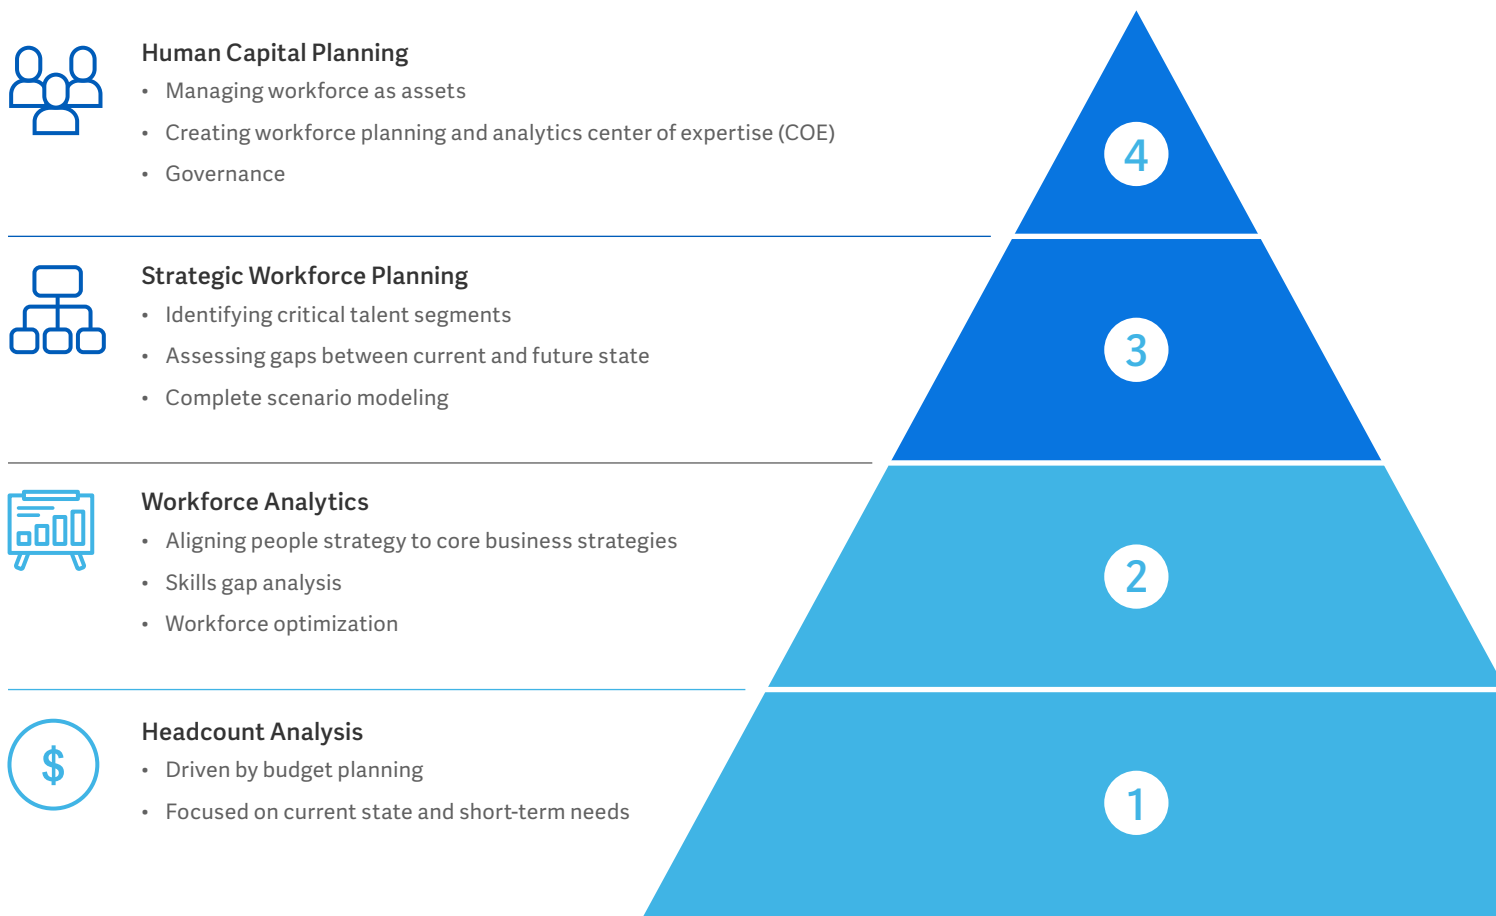 Human Capital Planning
• Managing workforce as assets
• Creating workforce planning and analytics center of expertise (COE)
• Governance
4
Strategic Workforce Planning
• Identifying critical talent segments
• Assessing gaps between current and future state
• Complete scenario modeling
3
Workforce Analytics
• Aligning people strategy to core business strategies
• Skills gap analysis
• Workforce optimization
2
$
Headcount Analysis
• Driven by budget planning
• Focused on current state and short-term needs
1